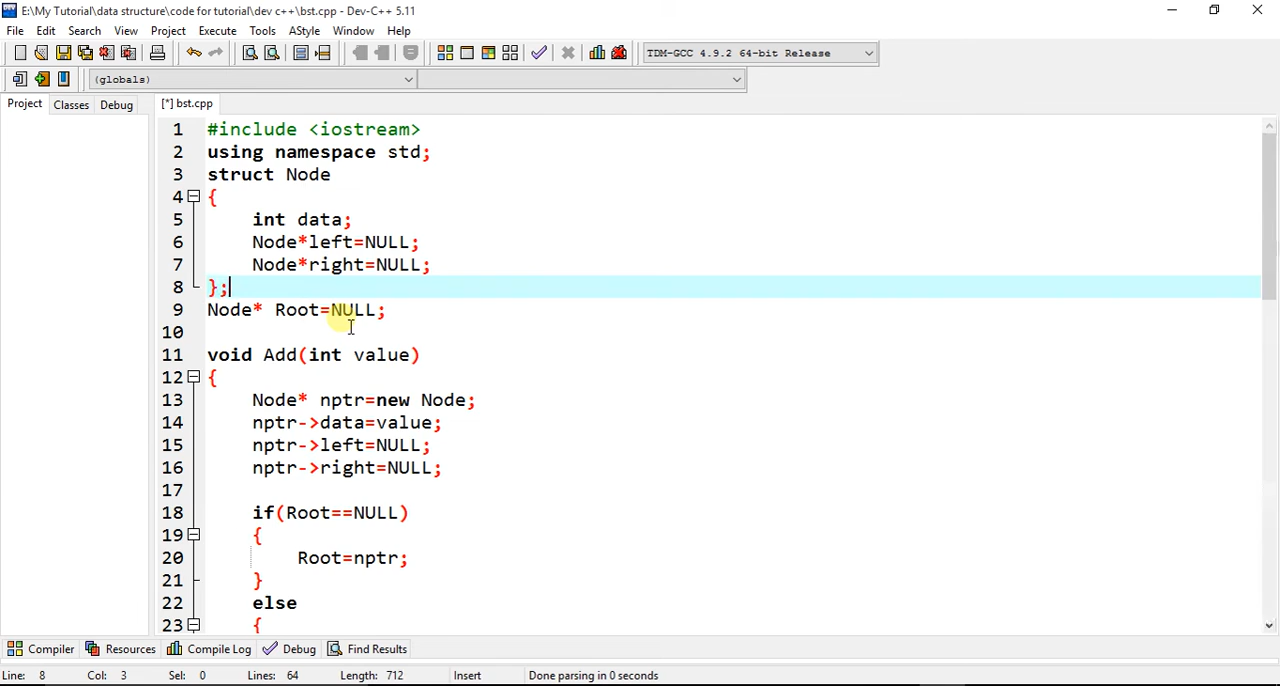 E:\My Tutorial\data structure\code for tutorial\dev c++\bst.cpp - Dev-C++ 5.11
File Edit Search View Project Execute Tools AStyle Window Help
TDM-GCC 4.9.2 64-bit Release
(globals)
Project Classes Debug [*] bst.cpp
1 #include <iostream>
2 using namespace std;
3 struct Node
4 {
5 int data;
6 Node*left=NULL;
7 Node*right=NULL;
8 };
9 Node* Root=NULL;
10
11 void Add(int value)
12 {
13 Node* nptr=new Node;
14 nptr->data=value;
15 nptr->left=NULL;
16 nptr->right=NULL;
17
18 if(Root==NULL)
19 {
20 Root=nptr;
21 }
22 else
23 {
Compiler Resources Compile Log Debug Find Results
Line: 8 Col: 3 Sel: 0 Lines: 64 Length: 712 Insert Done parsing in 0 seconds